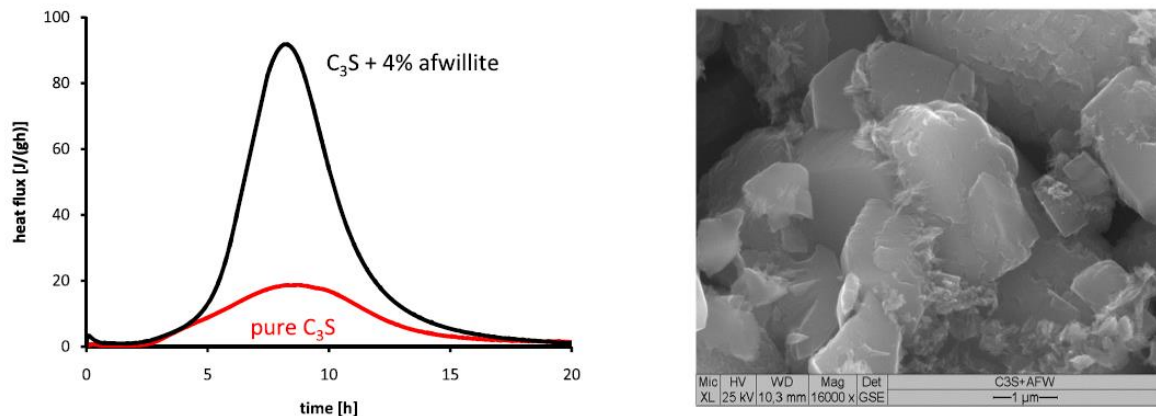 100
80
60
40
20
0
heat flux [J/(gh)]
C₃S + 4% afwillite
pure C₃S
0 5 10 15 20
time [h]
Mic HV WD Mag Det C3S+AFW
XL 25 kV 10,3 mm 16000 x GSE 1 µm